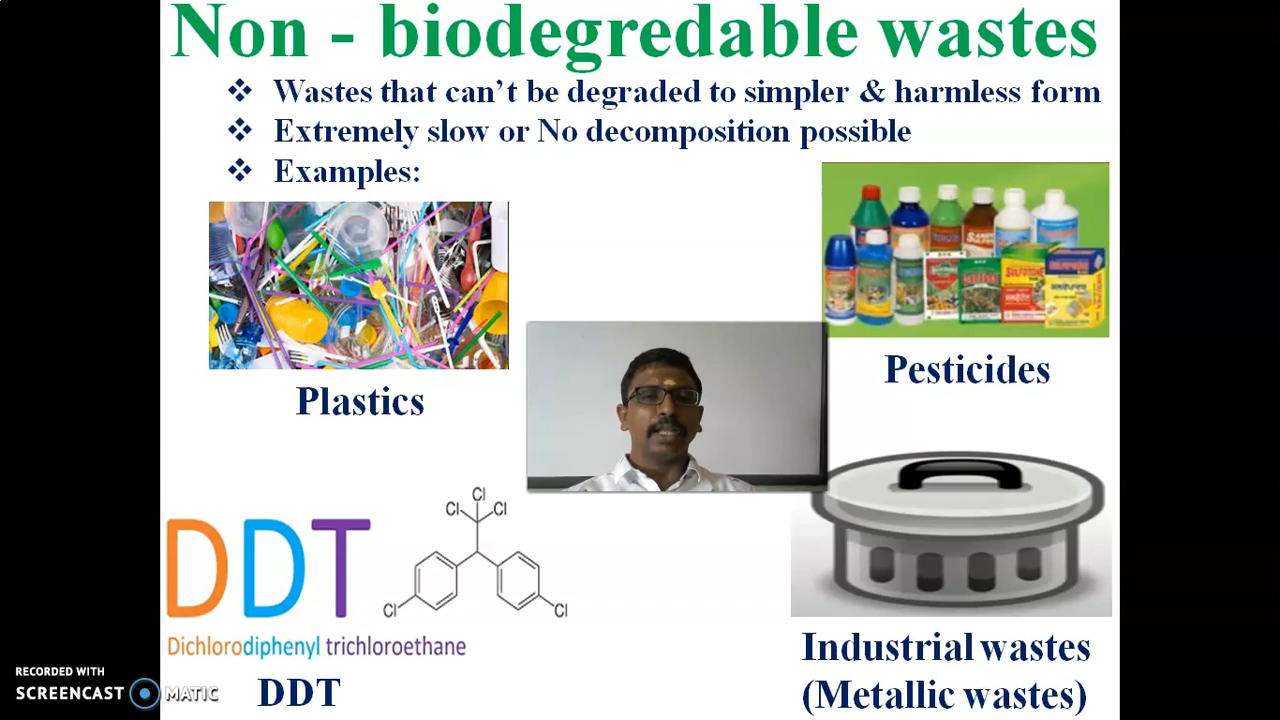 Non - biodegredable wastes
❖ Wastes that can’t be degraded to simpler & harmless form
❖ Extremely slow or No decomposition possible
❖ Examples:
SULFOTONE
Plastics
Pesticides
Cl
Cl Cl
Cl Cl
DDT
Dichlorodiphenyl trichloroethane
DDT
Industrial wastes
(Metallic wastes)
RECORDED WITH
SCREENCAST MATIC